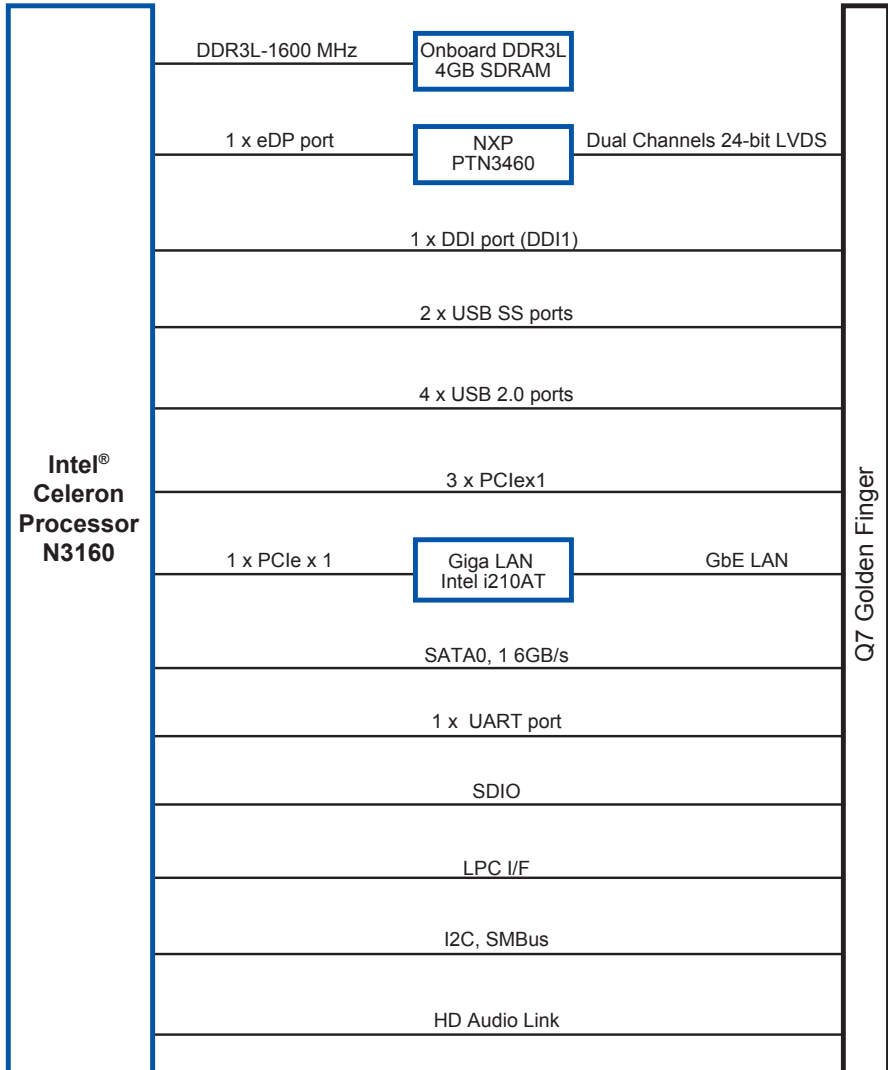 DDR3L-1600 MHz
Onboard DDR3L
4GB SDRAM
1 x eDP port
NXP
PTN3460
Dual Channels 24-bit LVDS
1 x DDI port (DDI1)
2 x USB SS ports
4 x USB 2.0 ports
Intel®
Celeron
Processor
N3160
3 x PCIex1
1 x PCIe x 1
Giga LAN
Intel i210AT
GbE LAN
Q7 Golden Finger
SATA0, 1 6GB/s
1 x  UART port
SDIO
LPC I/F
I2C, SMBus
HD Audio Link